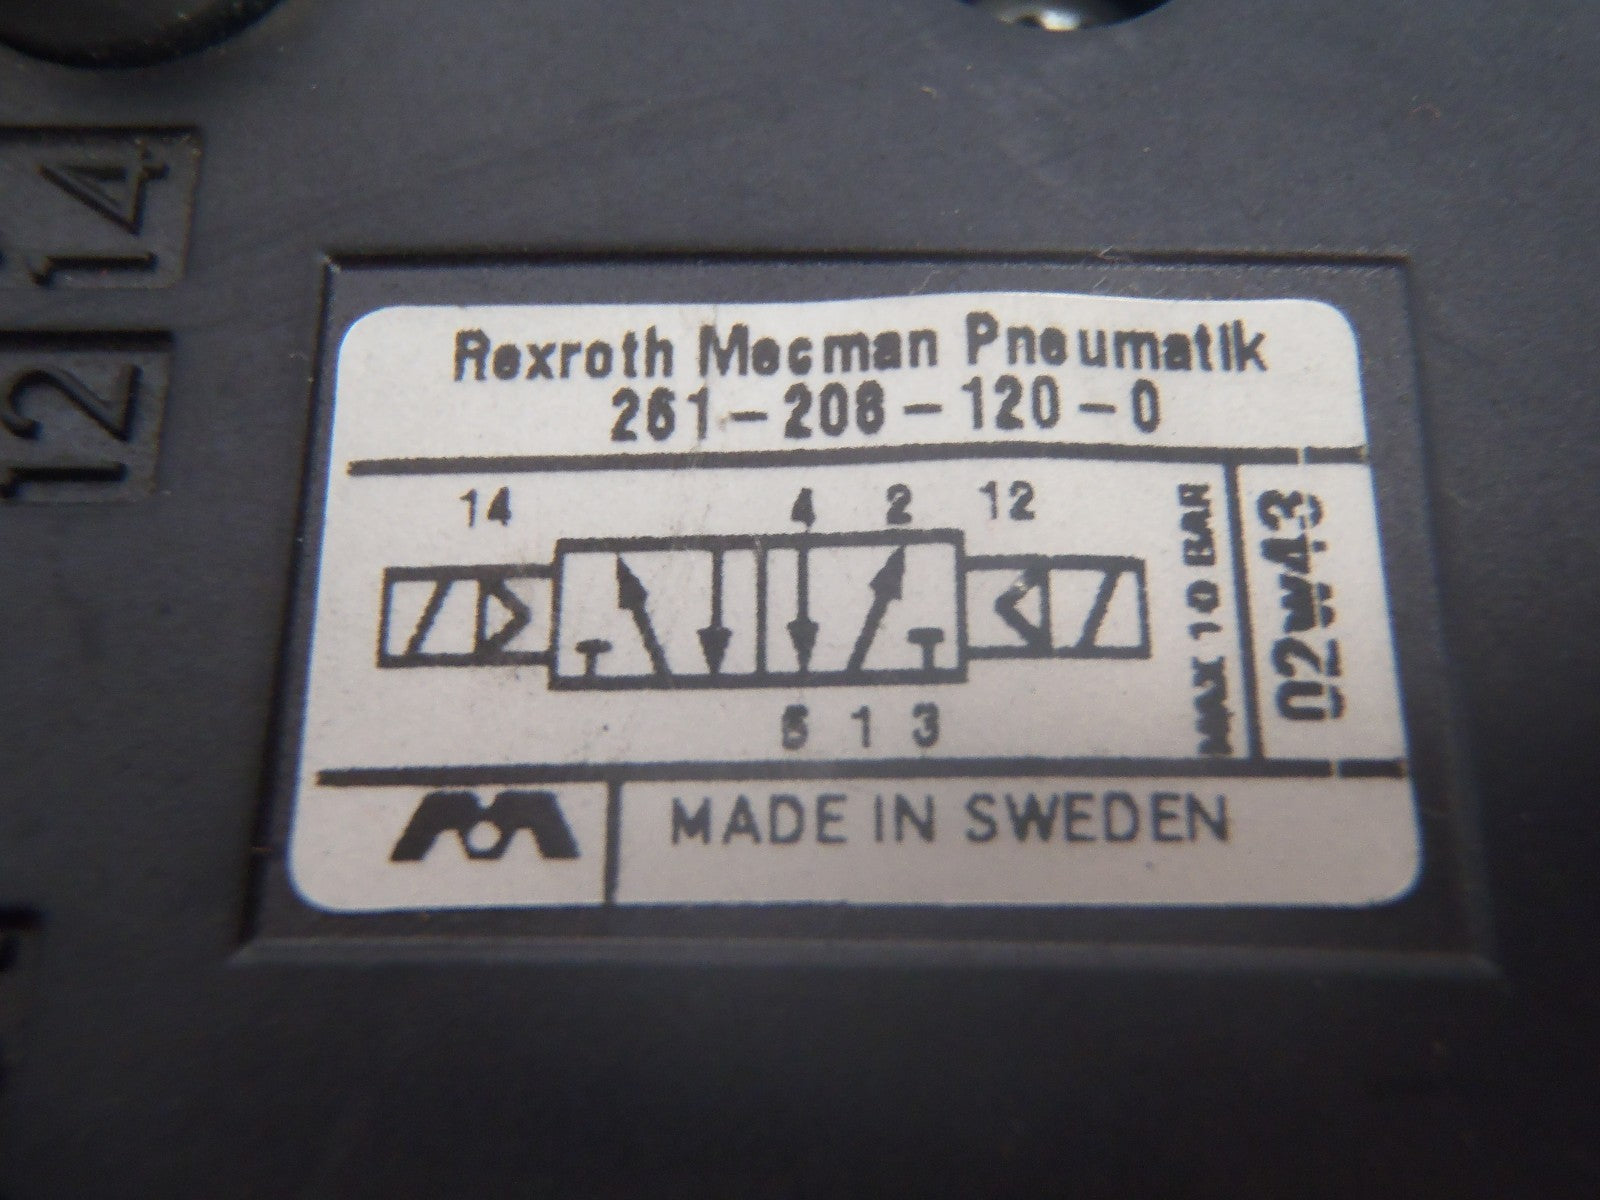 14
12
Rexroth Mecman Pneumatik
261-208-120-0
14 4 2 12
5 1 3
MAX 10 BAR
02W43
MADE IN SWEDEN